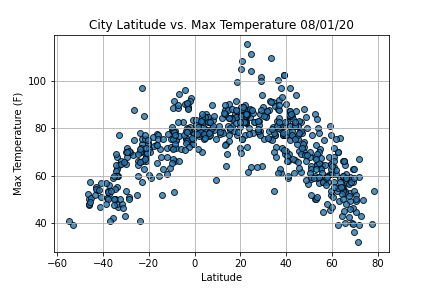 City Latitude vs. Max Temperature 08/01/20
100
80
60
40
Max Temperature (F)
−60 −40 −20 0 20 40 60 80
Latitude